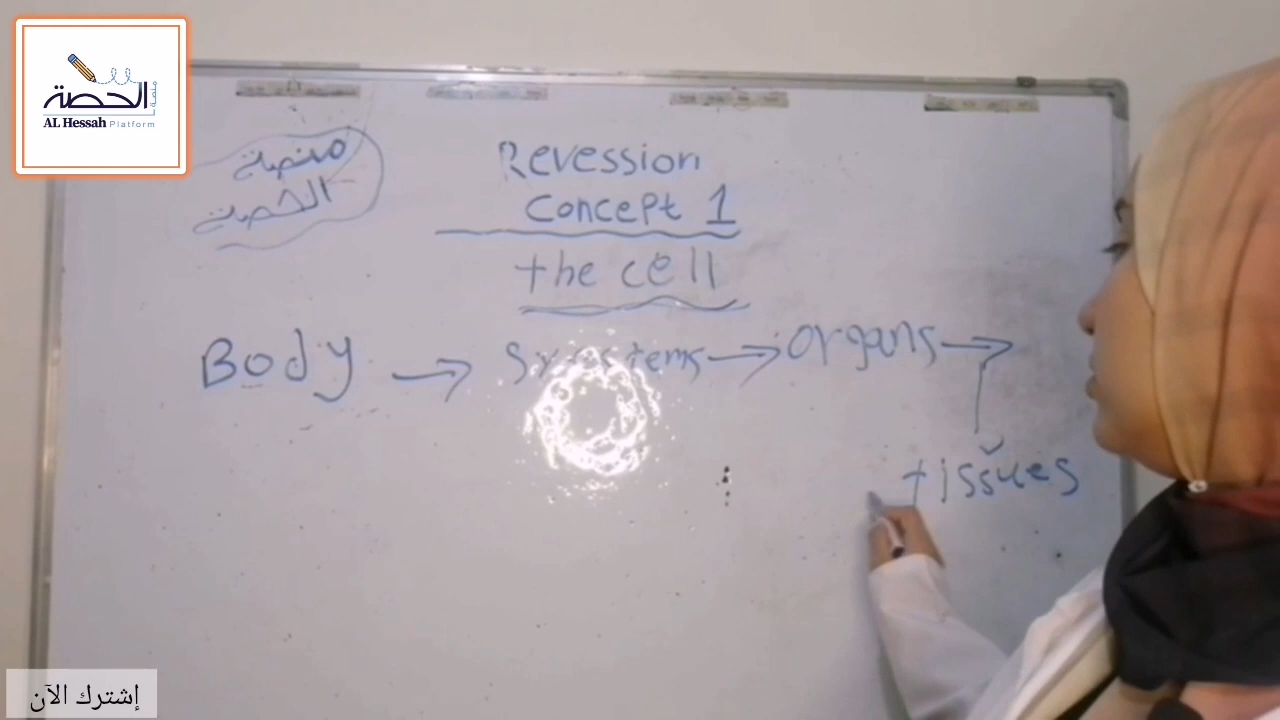 الحصة
منصة
AL Hessah Platform
منصة
الحصة
Revession
Concept 1
the cell
Body → Systems → organs →
tissues
إشترك الآن